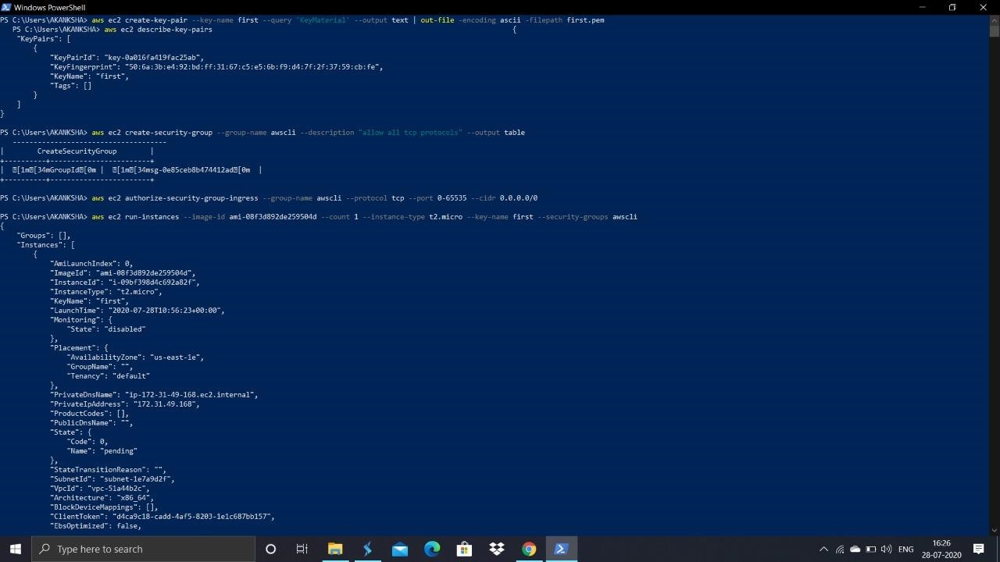 Windows PowerShell
PS C:\Users\AKANKSHA> aws ec2 create-key-pair --key-name first --query 'KeyMaterial' --output text | out-file -encoding ascii -filepath first.pem
PS C:\Users\AKANKSHA> aws ec2 describe-key-pairs {
"KeyPairs": [
{
"KeyPairId": "key-0a016fa419fac25ab",
"KeyFingerprint": "50:6a:3b:e4:92:bd:ff:31:67:c5:e5:6b:f9:d4:7f:2f:37:59:cb:fe",
"KeyName": "first",
"Tags": []
}
]
}
PS C:\Users\AKANKSHA> aws ec2 create-security-group --group-name awscli --description "allow all tcp protocols" --output table
-------------------------------------
| CreateSecurityGroup |
+----------+------------------------+
| [1m[34mGroupId[0m | [1m[34msg-0e85ceb8b474412ad[0m |
+----------+------------------------+
PS C:\Users\AKANKSHA> aws ec2 authorize-security-group-ingress --group-name awscli --protocol tcp --port 0-65535 --cidr 0.0.0.0/0
PS C:\Users\AKANKSHA> aws ec2 run-instances --image-id ami-08f3d892de259504d --count 1 --instance-type t2.micro --key-name first --security-groups awscli
{
"Groups": [],
"Instances": [
{
"AmiLaunchIndex": 0,
"ImageId": "ami-08f3d892de259504d",
"InstanceId": "i-09bf398d4c692a82f",
"InstanceType": "t2.micro",
"KeyName": "first",
"LaunchTime": "2020-07-28T10:56:23+00:00",
"Monitoring": {
"State": "disabled"
},
"Placement": {
"AvailabilityZone": "us-east-1e",
"GroupName": "",
"Tenancy": "default"
},
"PrivateDnsName": "ip-172-31-49-168.ec2.internal",
"PrivateIpAddress": "172.31.49.168",
"ProductCodes": [],
"PublicDnsName": "",
"State": {
"Code": 0,
"Name": "pending"
},
"StateTransitionReason": "",
"SubnetId": "subnet-1e7a9d2f",
"VpcId": "vpc-51a44b2c",
"Architecture": "x86_64",
"BlockDeviceMappings": [],
"ClientToken": "d4ca9c18-cadd-4af5-8203-1e1c687bb157",
"EbsOptimized": false,
Type here to search
ENG
16:26
28-07-2020